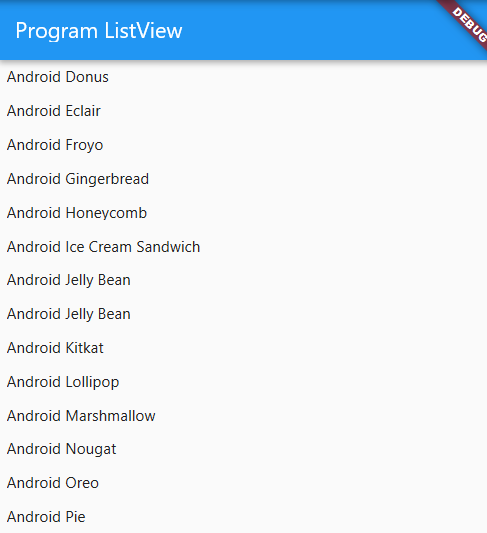 Program ListView
DEBUG
Android Donus
Android Eclair
Android Froyo
Android Gingerbread
Android Honeycomb
Android Ice Cream Sandwich
Android Jelly Bean
Android Jelly Bean
Android Kitkat
Android Lollipop
Android Marshmallow
Android Nougat
Android Oreo
Android Pie